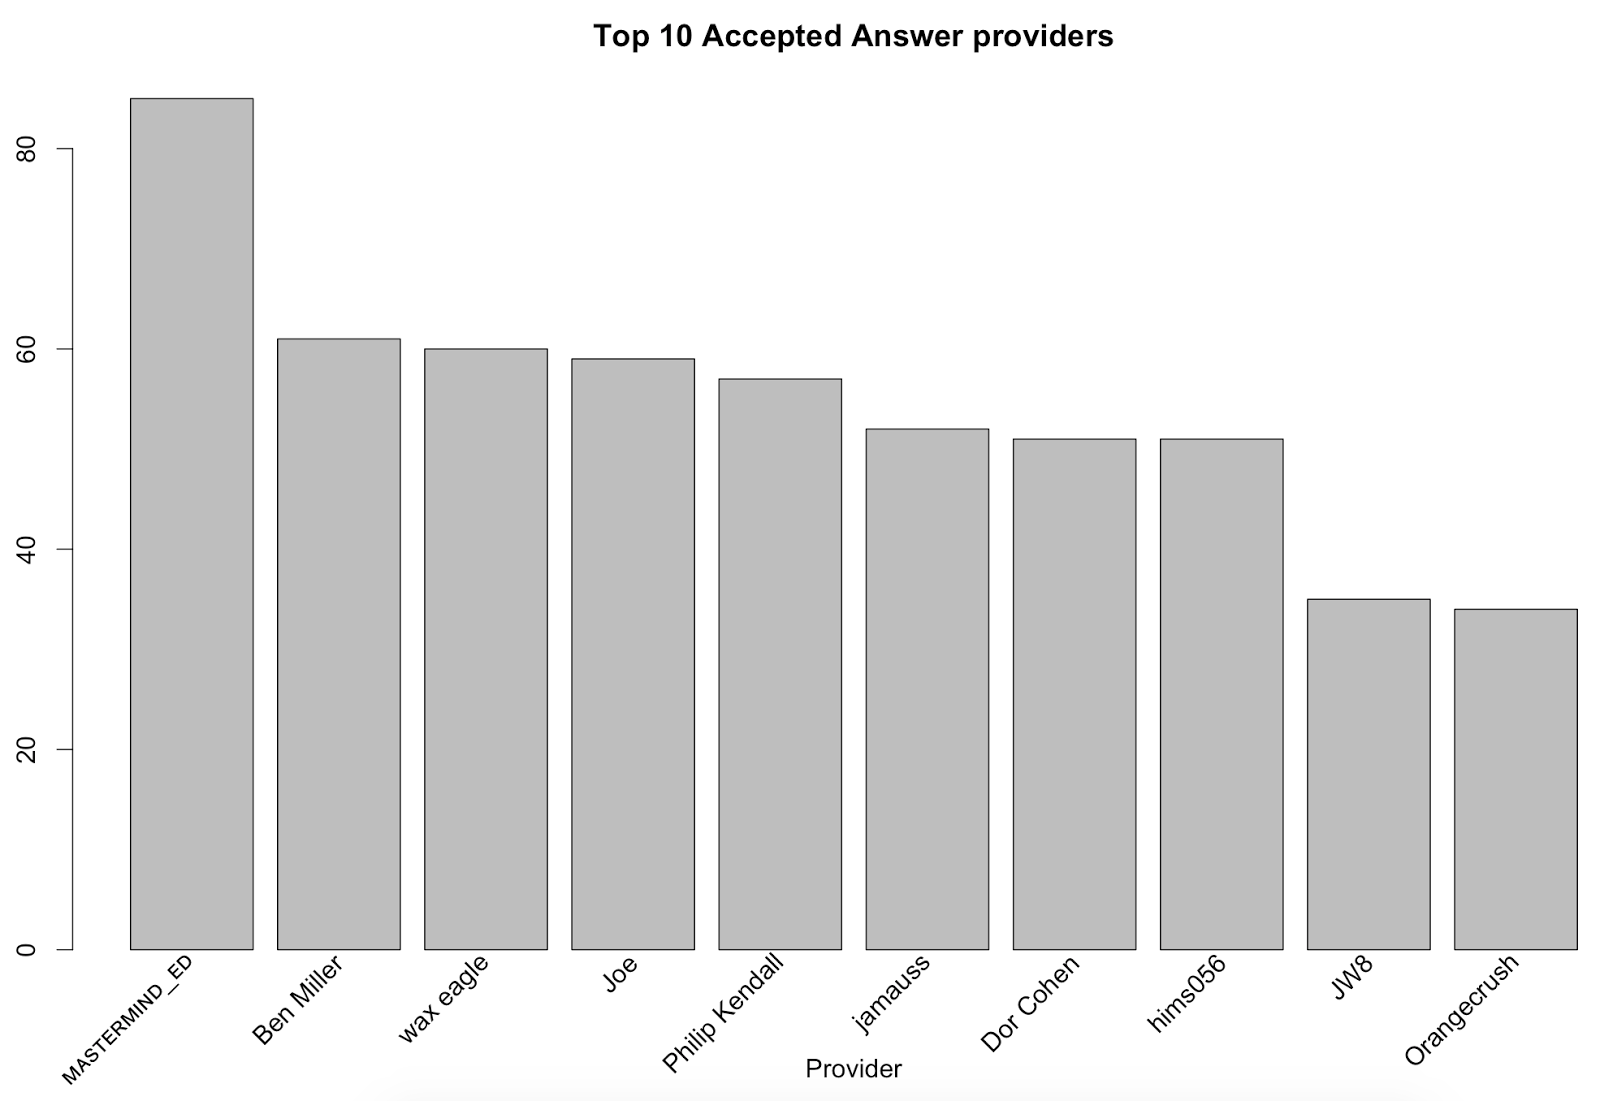 Top 10 Accepted Answer providers
80
60
40
20
0
ᴍᴀsᴛᴇʀᴍɪɴᴅ_ᴇᴅ
Ben Miller
wax eagle
Joe
Philip Kendall
jamauss
Dor Cohen
hims056
JW8
Orangecrush
Provider